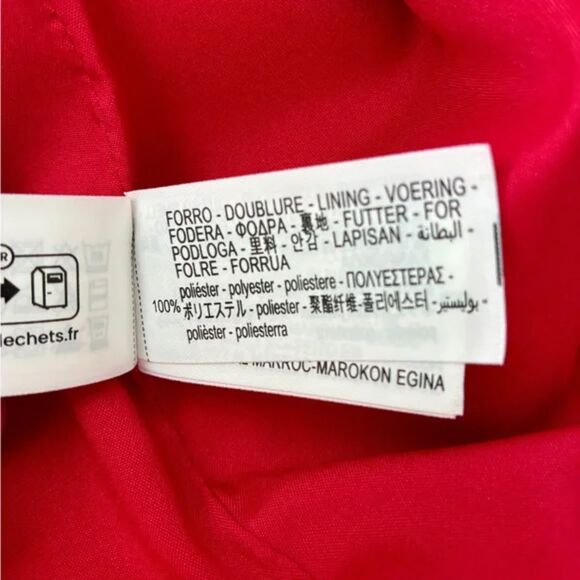 FORRO - DOUBLURE - LINING - VOERING -
FODERA - ΦΟΔΡΑ - 裏地 - FUTTER - FOR
PODLOGA - 里料 - 안감 - LAPISAN - البطانة -
FOLRE - FORRUA
poliéster - polyester - poliestere - ΠΟΛΥΕΣΤΕΡΑΣ -
100% ポリエステル - poliester - 聚酯纤维 - 폴리에스터 - بوليستير -
polièster - poliesterra
MARROC-MAROKON EGINA
R
lechets.fr